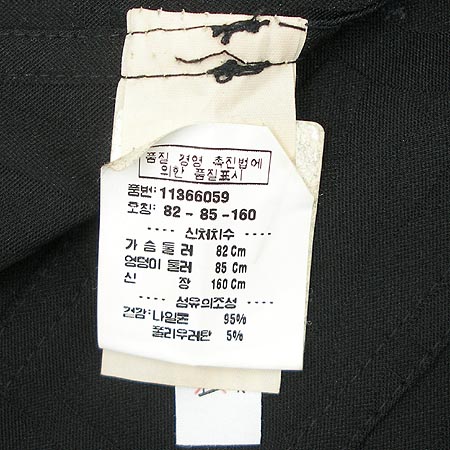 품질 경영 촉진법에
의한 품질표시
품번: 11366059
호칭: 82 - 85 -160
---- 신체치수 ----
가 슴 둘 레 82 Cm
엉덩이 둘레 85 Cm
신 장 160 Cm
---- 섬유의조성 ----
겉감: 나일론 95%
폴리우레탄 5%